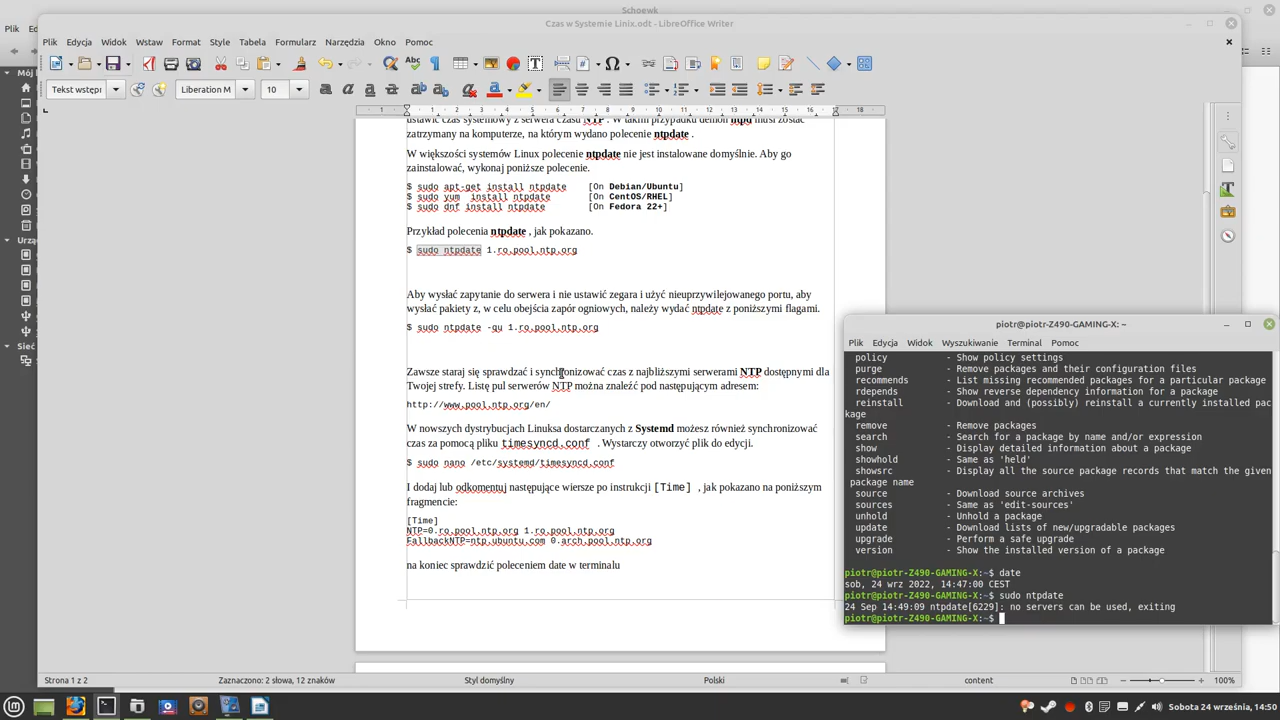 Schoewk
Czas w Systemie Linix.odt - LibreOffice Writer
Plik Edycja Widok Wstaw Format Style Tabela Formularz Narzędzia Okno Pomoc
Tekst wstępi Liberation M 10
ustawić czas systemowy z serwera czasu NTP . W takim przypadku demon ntpd musi zostać
zatrzymany na komputerze, na którym wydano polecenie ntpdate .
W większości systemów Linux polecenie ntpdate nie jest instalowane domyślnie. Aby go
zainstalować, wykonaj poniższe polecenie.
$ sudo apt-get install ntpdate [On Debian/Ubuntu]
$ sudo yum install ntpdate [On CentOS/RHEL]
$ sudo dnf install ntpdate [On Fedora 22+]
Przykład polecenia ntpdate , jak pokazano.
$ sudo ntpdate 1.ro.pool.ntp.org
Aby wysłać zapytanie do serwera i nie ustawić zegara i użyć nieuprzywilejowanego portu, aby
wysłać pakiety z, w celu obejścia zapór ogniowych, należy wydać ntpdate z poniższymi flagami.
$ sudo ntpdate -qu 1.ro.pool.ntp.org
Zawsze staraj się sprawdzać i synchronizować czas z najbliższymi serwerami NTP dostępnymi dla
Twojej strefy. Listę pul serwerów NTP można znaleźć pod następującym adresem:
http://www.pool.ntp.org/en/
W nowszych dystrybucjach Linuksa dostarczanych z Systemd możesz również synchronizować
czas za pomocą pliku timesyncd.conf . Wystarczy otworzyć plik do edycji.
$ sudo nano /etc/systemd/timesyncd.conf
I dodaj lub odkomentuj następujące wiersze po instrukcji [Time] , jak pokazano na poniższym
fragmencie:
[Time]
NTP=0.ro.pool.ntp.org 1.ro.pool.ntp.org
FallbackNTP=ntp.ubuntu.com 0.arch.pool.ntp.org
na koniec sprawdzić poleceniem date w terminalu
piotr@piotr-Z490-GAMING-X: ~
Plik Edycja Widok Wyszukiwanie Terminal Pomoc
policy - Show policy settings
purge - Remove packages and their configuration files
recommends - List missing recommended packages for a particular package
rdepends - Show reverse dependency information for a package
reinstall - Download and (possibly) reinstall a currently installed pac
kage
remove - Remove packages
search - Search for a package by name and/or expression
show - Display detailed information about a package
showhold - Same as 'held'
showsrc - Display all the source package records that match the given
package name
source - Download source archives
sources - Same as 'edit-sources'
unhold - Unhold a package
update - Download lists of new/upgradable packages
upgrade - Perform a safe upgrade
version - Show the installed version of a package
piotr@piotr-Z490-GAMING-X:~$ date
sob, 24 wrz 2022, 14:47:00 CEST
piotr@piotr-Z490-GAMING-X:~$ sudo ntpdate
24 Sep 14:49:09 ntpdate[6229]: no servers can be used, exiting
piotr@piotr-Z490-GAMING-X:~$
Strona 1 z 2 Zaznaczono: 2 słowa, 12 znaków Styl domyślny Polski content 100%
Sobota 24 września, 14:50